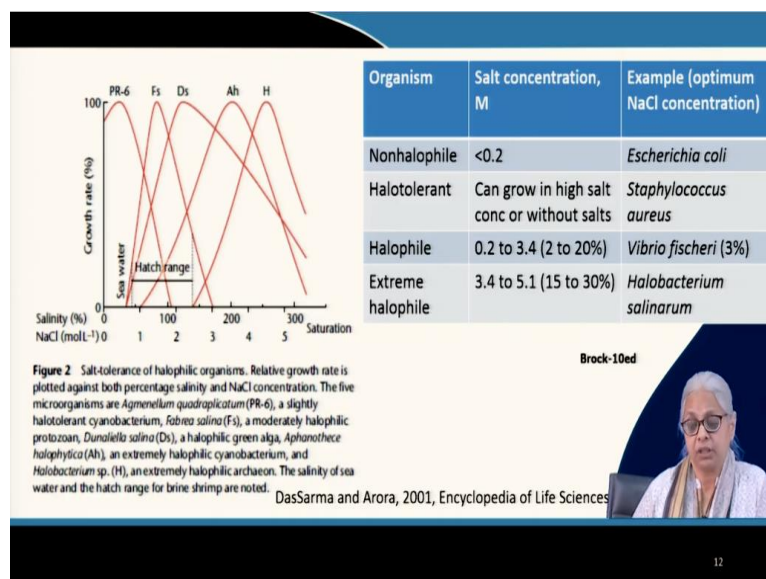 PR-6 Fs Ds Ah H
100
Growth rate (%)
Sea water
Hatch range
0
Salinity (%) 0 100 200 300 Saturation
NaCl (mol L⁻¹) 0 1 2 3 4 5
Figure 2 Salt-tolerance of halophilic organisms. Relative growth rate is
plotted against both percentage salinity and NaCl concentration. The five
microorganisms are Agmenellum quadraplicatum (PR-6), a slightly
halotolerant cyanobacterium, Fabrea salina (Fs), a moderately halophilic
protozoan, Dunaliella salina (Ds), a halophilic green alga, Aphanothece
halophytica (Ah), an extremely halophilic cyanobacterium, and
Halobacterium sp. (H), an extremely halophilic archaeon. The salinity of sea
water and the hatch range for brine shrimp are noted.
Organism Salt concentration, Example (optimum
M NaCl concentration)
Nonhalophile <0.2 Escherichia coli
Halotolerant Can grow in high salt Staphylococcus
conc or without salts aureus
Halophile 0.2 to 3.4 (2 to 20%) Vibrio fischeri (3%)
Extreme 3.4 to 5.1 (15 to 30%) Halobacterium
halophile salinarum
Brock-10ed
DasSarma and Arora, 2001, Encyclopedia of Life Sciences
12